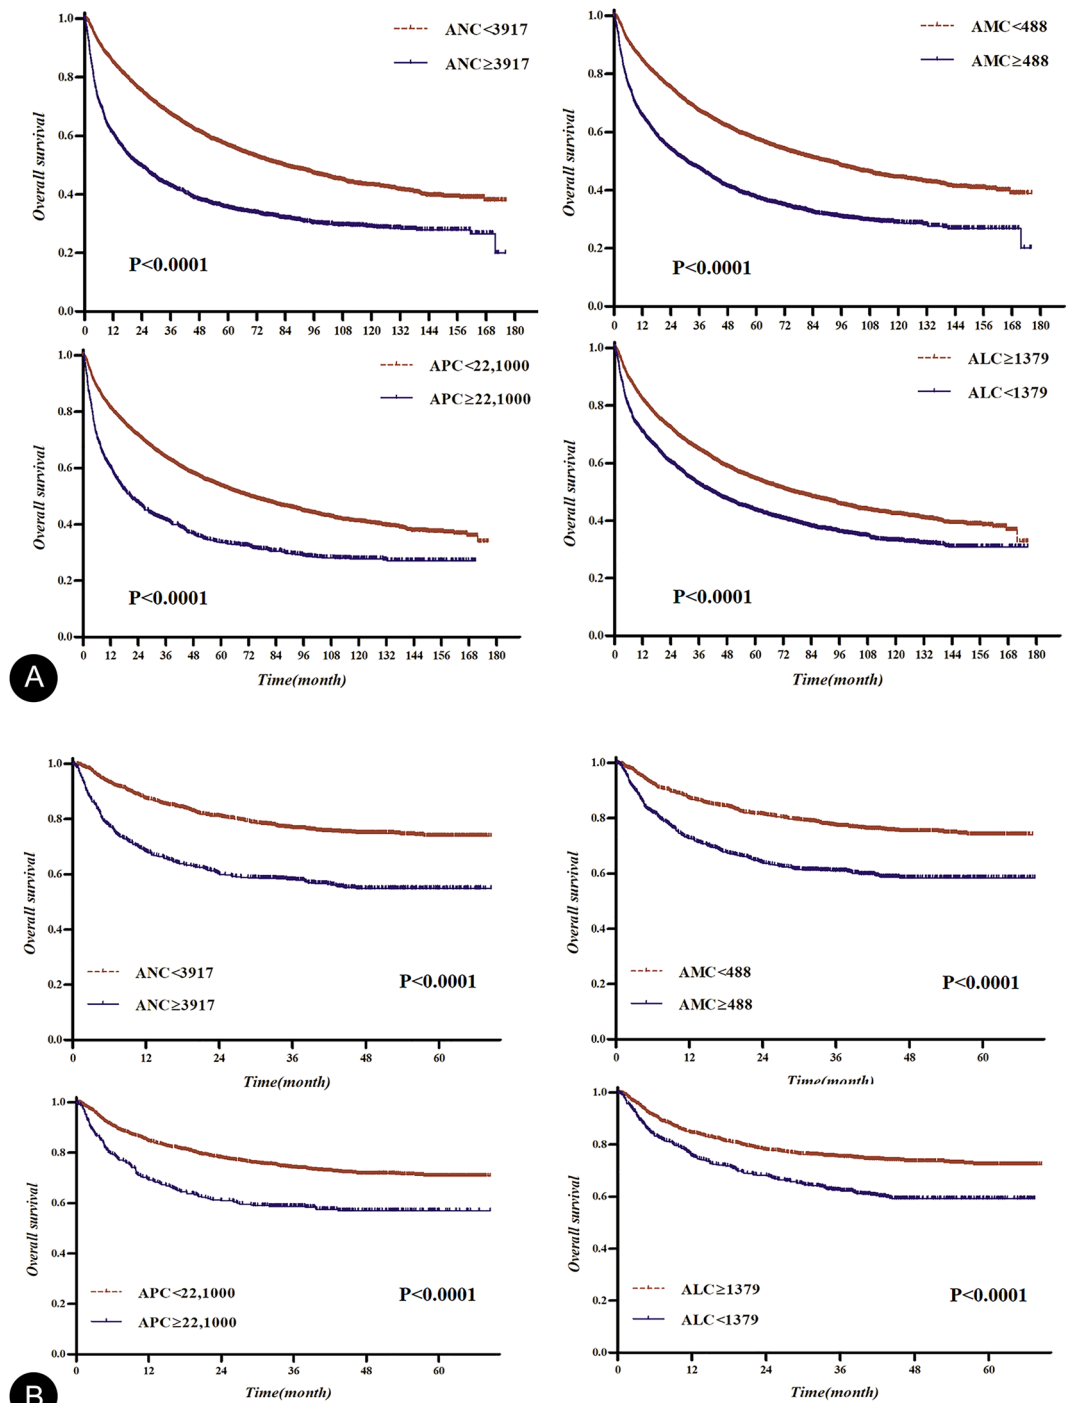 1.0
0.8
0.6
0.4
0.2
0.0
Overall survival
ANC<3917
ANC≥3917
P<0.0001
0 12 24 36 48 60 72 84 96 108 120 132 144 156 168 180
1.0
0.8
0.6
0.4
0.2
0.0
Overall survival
AMC<488
AMC≥488
P<0.0001
0 12 24 36 48 60 72 84 96 108 120 132 144 156 168 180
1.0
0.8
0.6
0.4
0.2
0.0
Overall survival
APC<22,1000
APC≥22,1000
P<0.0001
0 12 24 36 48 60 72 84 96 108 120 132 144 156 168 180
Time(month)
1.0
0.8
0.6
0.4
0.2
0.0
Overall survival
ALC≥1379
ALC<1379
P<0.0001
0 12 24 36 48 60 72 84 96 108 120 132 144 156 168 180
Time(month)
A
1.0
0.8
0.6
0.4
0.2
0.0
Overall survival
ANC<3917
ANC≥3917
P<0.0001
0 12 24 36 48 60
Time(month)
1.0
0.8
0.6
0.4
0.2
0.0
Overall survival
AMC<488
AMC≥488
P<0.0001
0 12 24 36 48 60
Time(month)
1.0
0.8
0.6
0.4
0.2
0.0
Overall survival
APC<22,1000
APC≥22,1000
P<0.0001
0 12 24 36 48 60
Time(month)
1.0
0.8
0.6
0.4
0.2
0.0
Overall survival
ALC≥1379
ALC<1379
P<0.0001
0 12 24 36 48 60
Time(month)
B